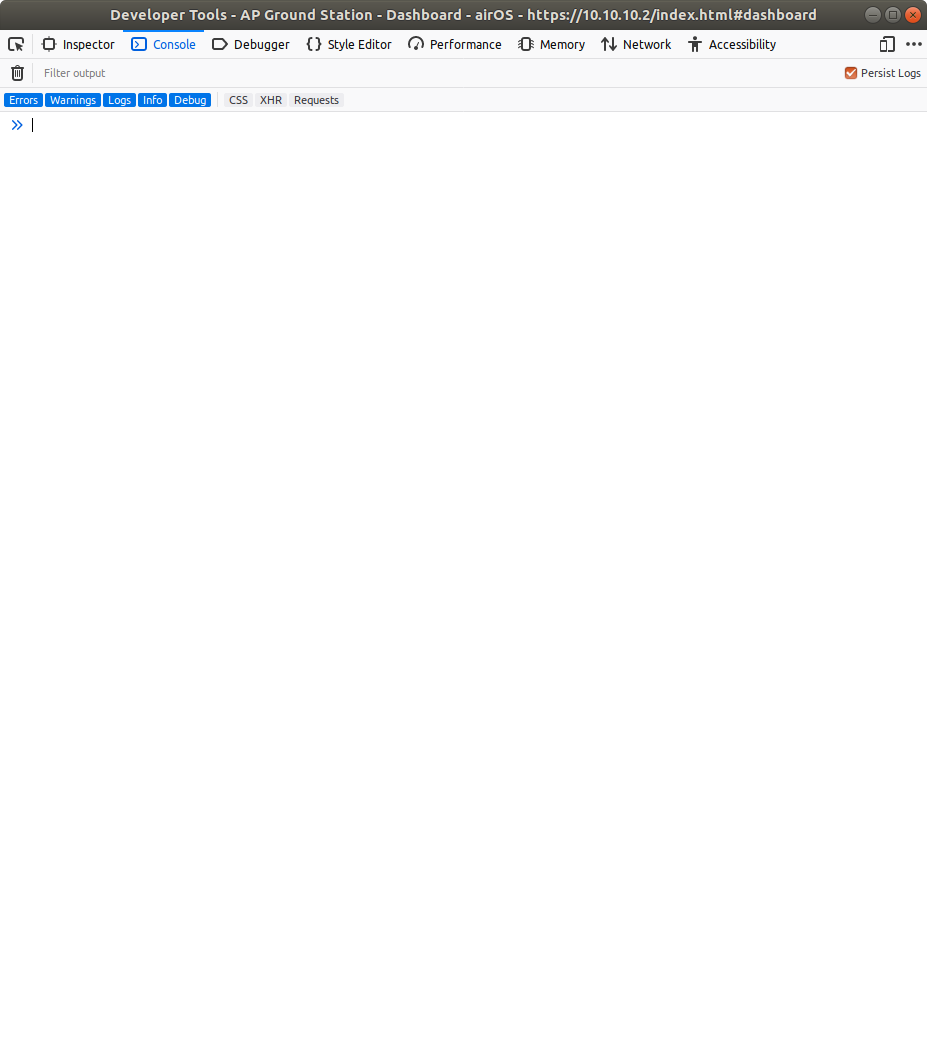 Developer Tools - AP Ground Station - Dashboard - airOS - https://10.10.10.2/index.html#dashboard
Inspector Console Debugger Style Editor Performance Memory Network Accessibility
Filter output Persist Logs
Errors Warnings Logs Info Debug CSS XHR Requests